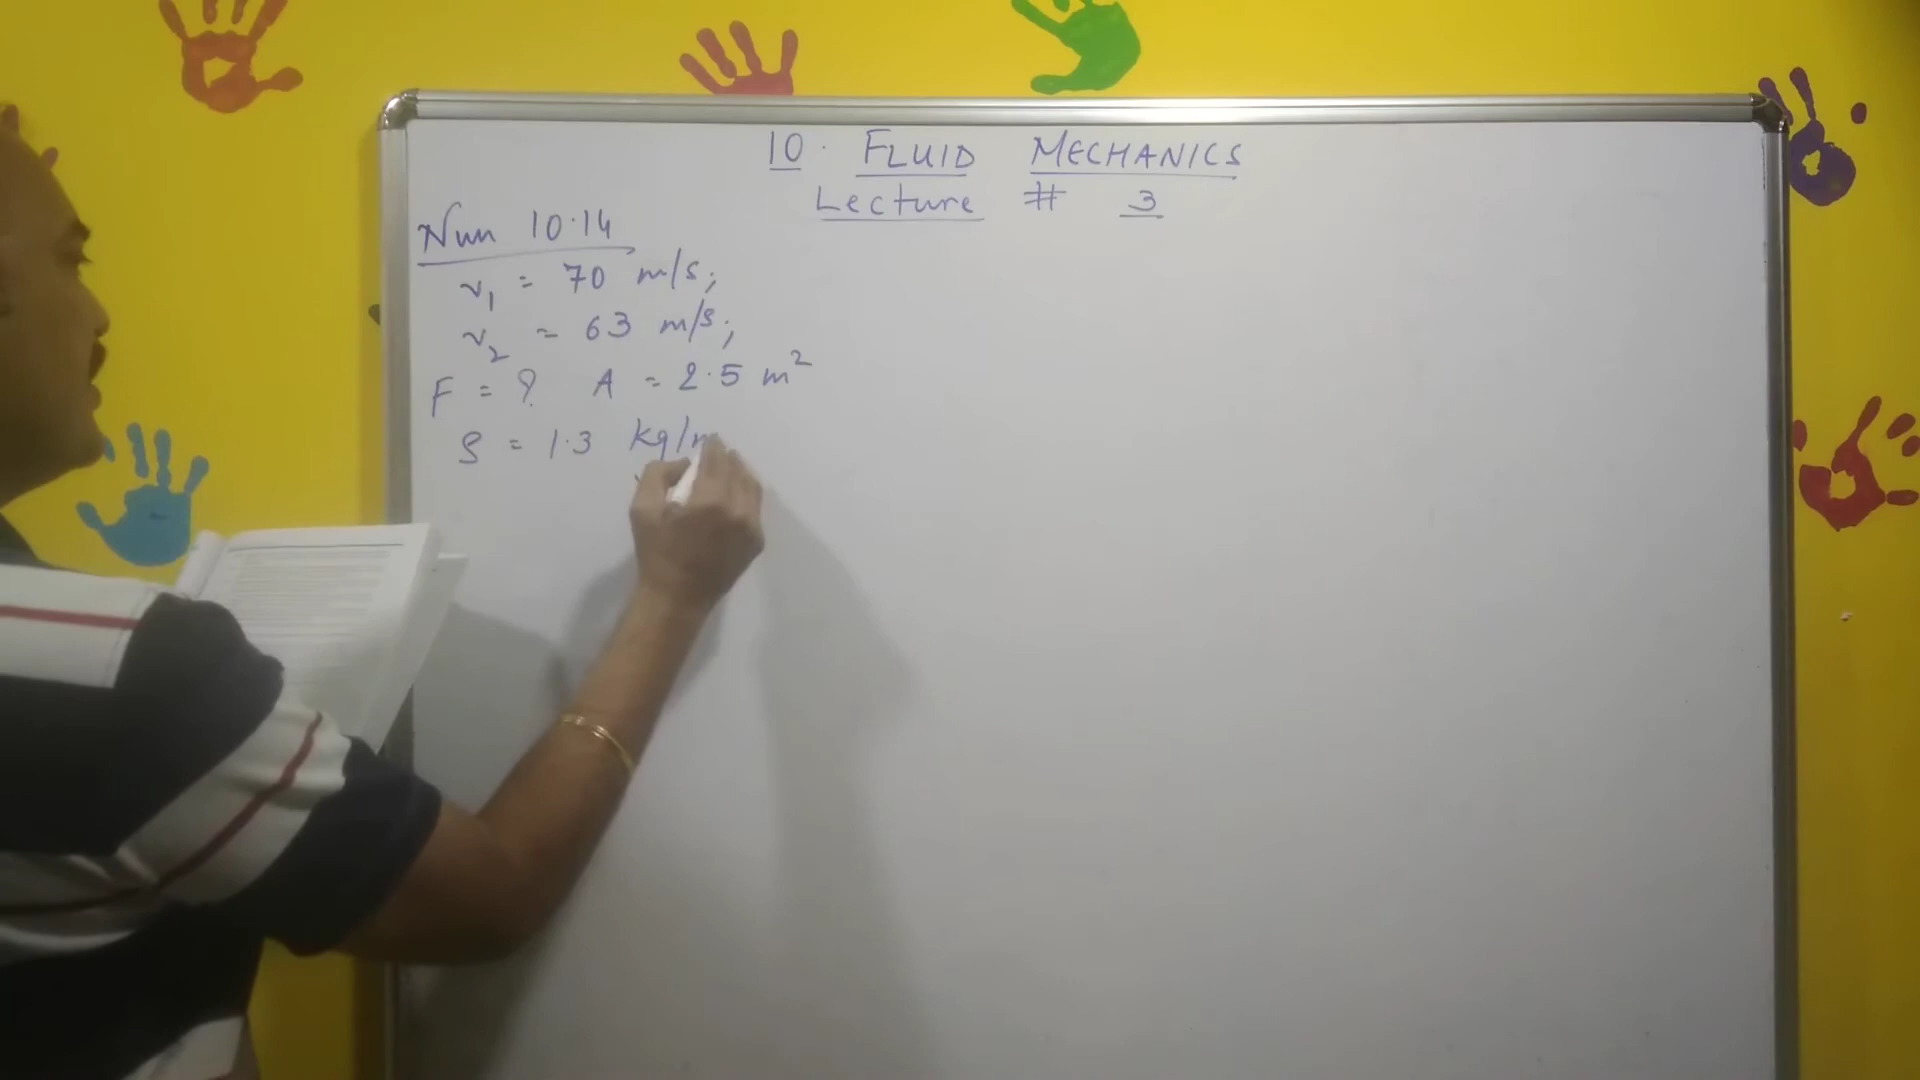 10. FLUID MECHANICS
Lecture # 3
Num 10.14
v₁ = 70 m/s;
v₂ = 63 m/s;
F = ? A = 2.5 m²
ρ = 1.3 kg/m